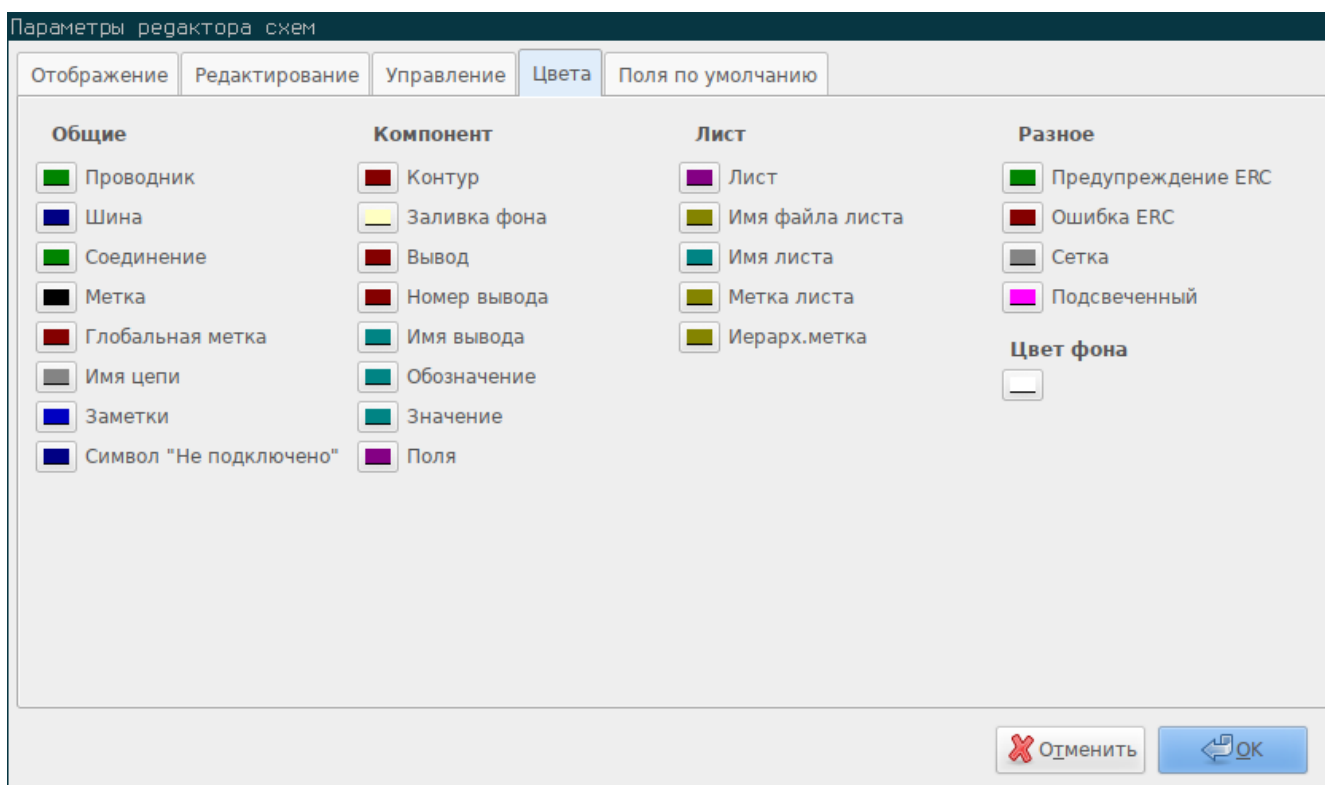 Параметры редактора схем
Отображение Редактирование Управление Цвета Поля по умолчанию
Общие
Проводник
Шина
Соединение
Метка
Глобальная метка
Имя цепи
Заметки
Символ "Не подключено"
Компонент
Контур
Заливка фона
Вывод
Номер вывода
Имя вывода
Обозначение
Значение
Поля
Лист
Лист
Имя файла листа
Имя листа
Метка листа
Иерарх.метка
Разное
Предупреждение ERC
Ошибка ERC
Сетка
Подсвеченный
Цвет фона
Отменить OK